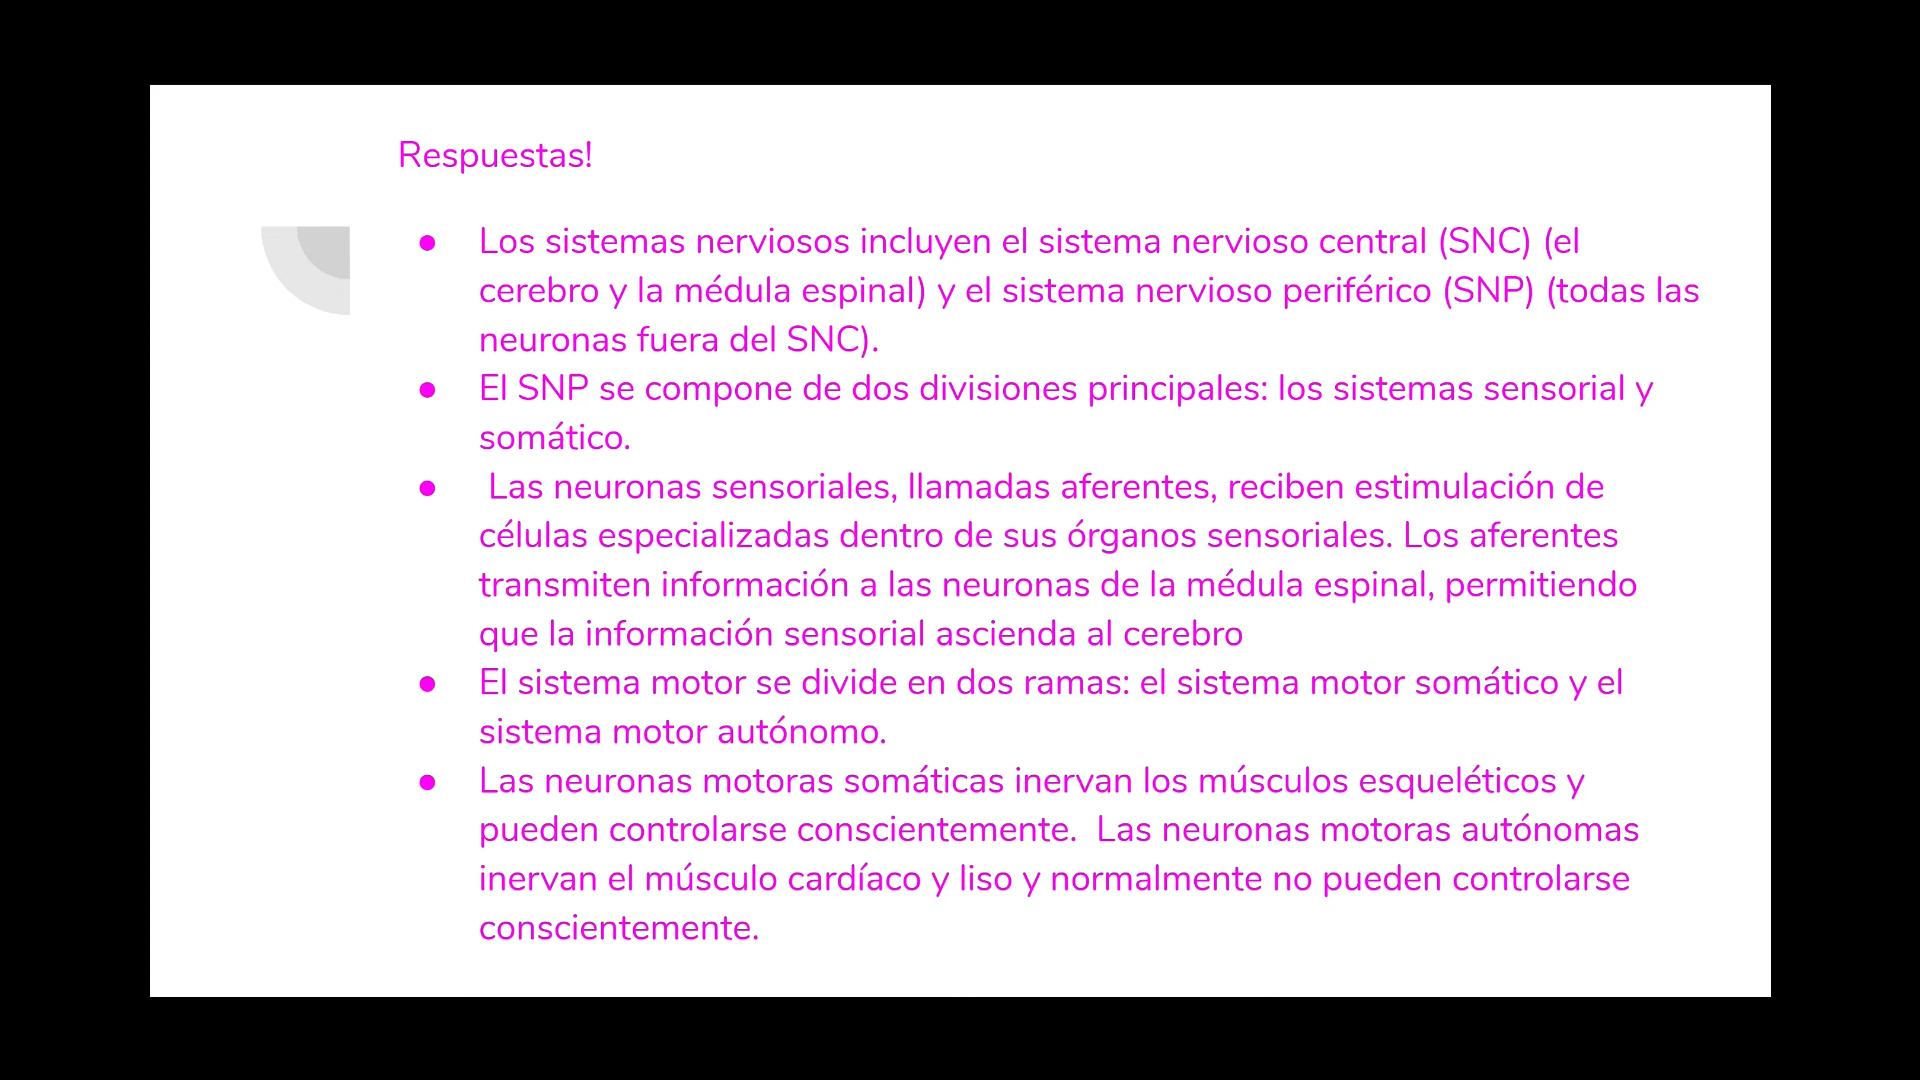 Respuestas!
● Los sistemas nerviosos incluyen el sistema nervioso central (SNC) (el
cerebro y la médula espinal) y el sistema nervioso periférico (SNP) (todas las
neuronas fuera del SNC).
● El SNP se compone de dos divisiones principales: los sistemas sensorial y
somático.
● Las neuronas sensoriales, llamadas aferentes, reciben estimulación de
células especializadas dentro de sus órganos sensoriales. Los aferentes
transmiten información a las neuronas de la médula espinal, permitiendo
que la información sensorial ascienda al cerebro
● El sistema motor se divide en dos ramas: el sistema motor somático y el
sistema motor autónomo.
● Las neuronas motoras somáticas inervan los músculos esqueléticos y
pueden controlarse conscientemente.  Las neuronas motoras autónomas
inervan el músculo cardíaco y liso y normalmente no pueden controlarse
conscientemente.